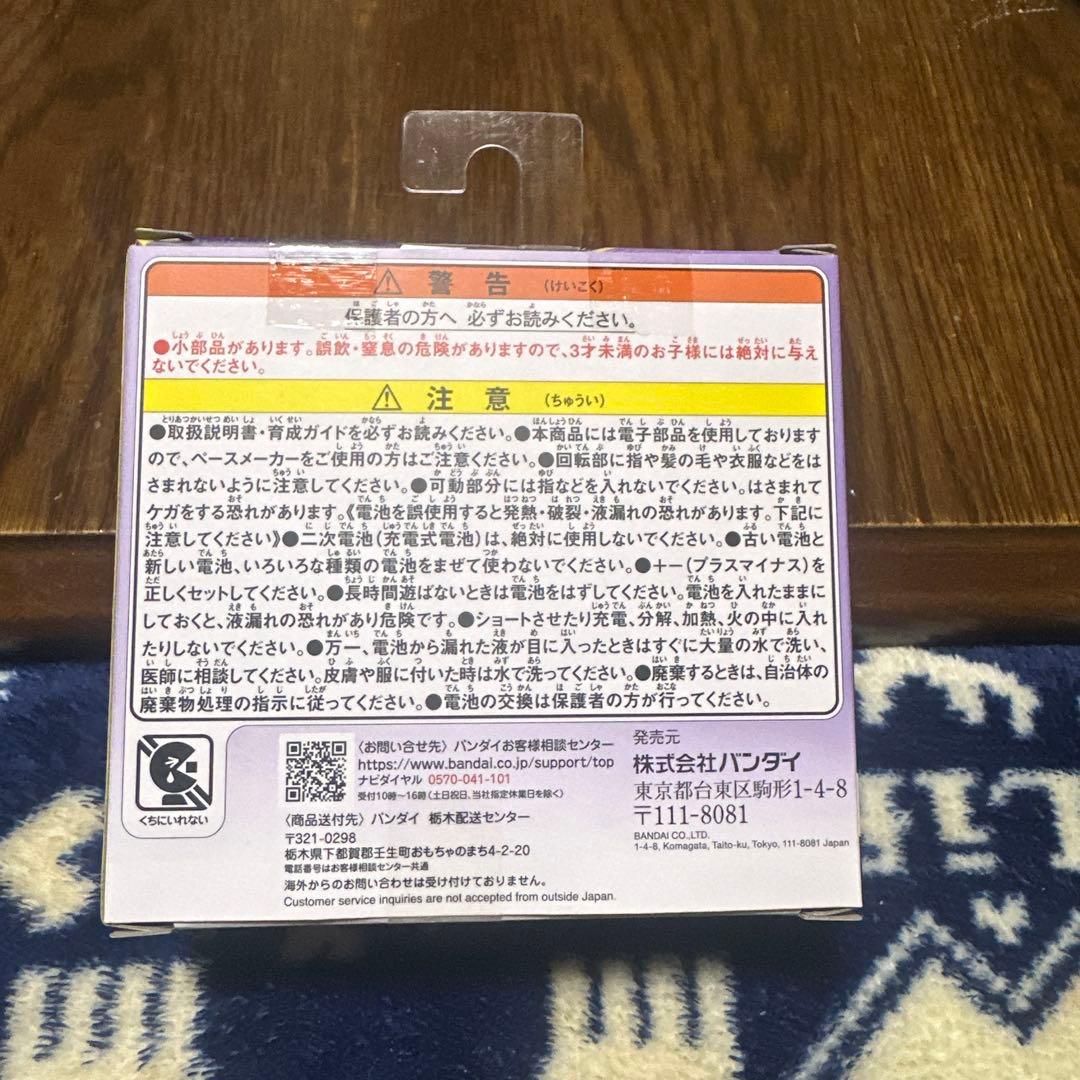 警告 (けいこく)
保護者の方へ 必ずお読みください。
●小部品があります。誤飲・窒息の危険がありますので、3才未満のお子様には絶対に与え
ないでください。
注意 (ちゅうい)
●取扱説明書・育成ガイドを必ずお読みください。●本商品には電子部品を使用しております
ので、ペースメーカーをご使用の方はご注意ください。●回転部に指や髪の毛や衣服などをは
さまれないように注意してください。●可動部分には指などを入れないでください。はさまれて
ケガをする恐れがあります。《電池を誤使用すると発熱・破裂・液漏れの恐れがあります。下記に
注意してください》●二次電池(充電式電池)は、絶対に使用しないでください。●古い電池と
新しい電池、いろいろな種類の電池をまぜて使わないでください。●+-(プラスマイナス)を
正しくセットしてください。●長時間遊ばないときは電池をはずしてください。電池を入れたままに
しておくと、液漏れの恐れがあり危険です。●ショートさせたり充電、分解、加熱、火の中に入れ
たりしないでください。●万一、電池から漏れた液が目に入ったときはすぐに大量の水で洗い、
医師に相談してください。皮膚や服に付いた時は水で洗ってください。●廃棄するときは、自治体の
廃棄物処理の指示に従ってください。●電池の交換は保護者の方が行ってください。
くちにいれない
〈お問い合せ先〉バンダイお客様相談センター
https://www.bandai.co.jp/support/top
ナビダイヤル 0570-041-101
受付10時〜16時(土日祝日、当社指定休業日を除く)
〈商品送付先〉バンダイ 栃木配送センター
〒321-0298
栃木県下都賀郡壬生町おもちゃのまち4-2-20
電話番号はお客様相談センター共通
海外からのお問い合わせは受け付けておりません。
Customer service inquiries are not accepted from outside Japan.
発売元
株式会社バンダイ
東京都台東区駒形1-4-8
〒111-8081
BANDAI CO.,LTD.
1-4-8, Komagata, Taito-ku, Tokyo, 111-8081 Japan